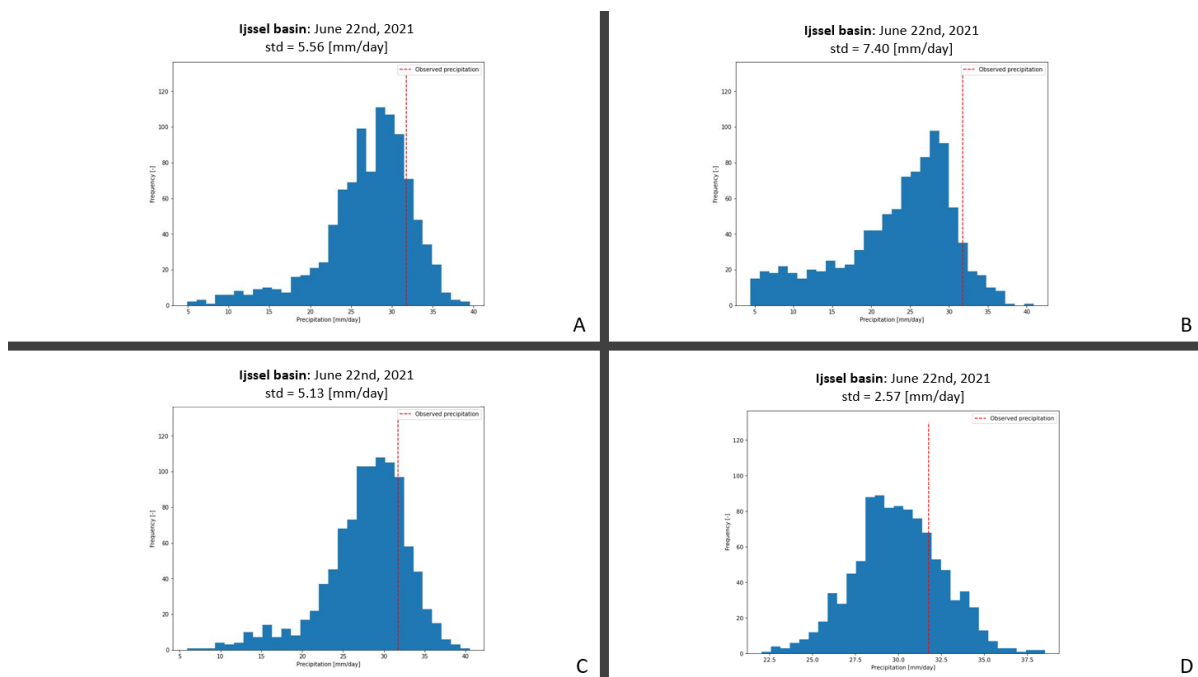 Ijssel basin: June 22nd, 2021
std = 5.56 [mm/day]
Observed precipitation
120
100
80
60
40
20
0
Frequency [-]
5 10 15 20 25 30 35 40
Precipitation [mm/day]
A
Ijssel basin: June 22nd, 2021
std = 7.40 [mm/day]
Observed precipitation
120
100
80
60
40
20
0
Frequency [-]
5 10 15 20 25 30 35 40
Precipitation [mm/day]
B
Ijssel basin: June 22nd, 2021
std = 5.13 [mm/day]
Observed precipitation
120
100
80
60
40
20
0
Frequency [-]
5 10 15 20 25 30 35 40
Precipitation [mm/day]
C
Ijssel basin: June 22nd, 2021
std = 2.57 [mm/day]
Observed precipitation
120
100
80
60
40
20
0
Frequency [-]
22.5 25.0 27.5 30.0 32.5 35.0 37.5
Precipitation [mm/day]
D